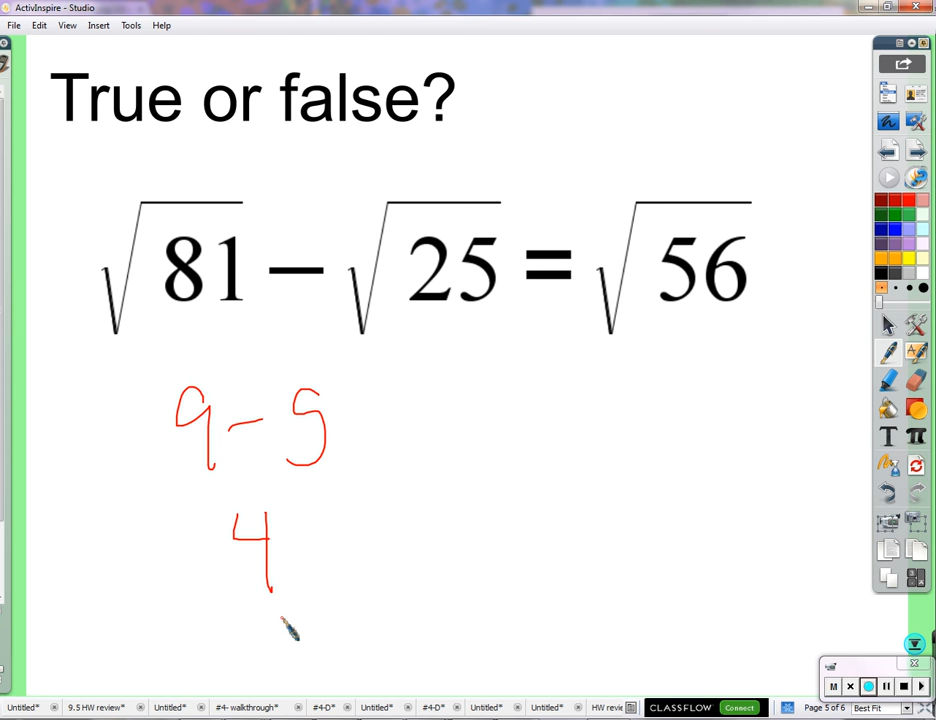 ActivInspire - Studio
File Edit View Insert Tools Help
True or false?
√81 − √25 = √56
9 - 5
4
Untitled* 9.5 HW review* Untitled* #4- walkthrough* #4-D* Untitled* #4-D* Untitled* Untitled* HW revie CLASSFLOW Connect Page 5 of 6 Best Fit
M
T π